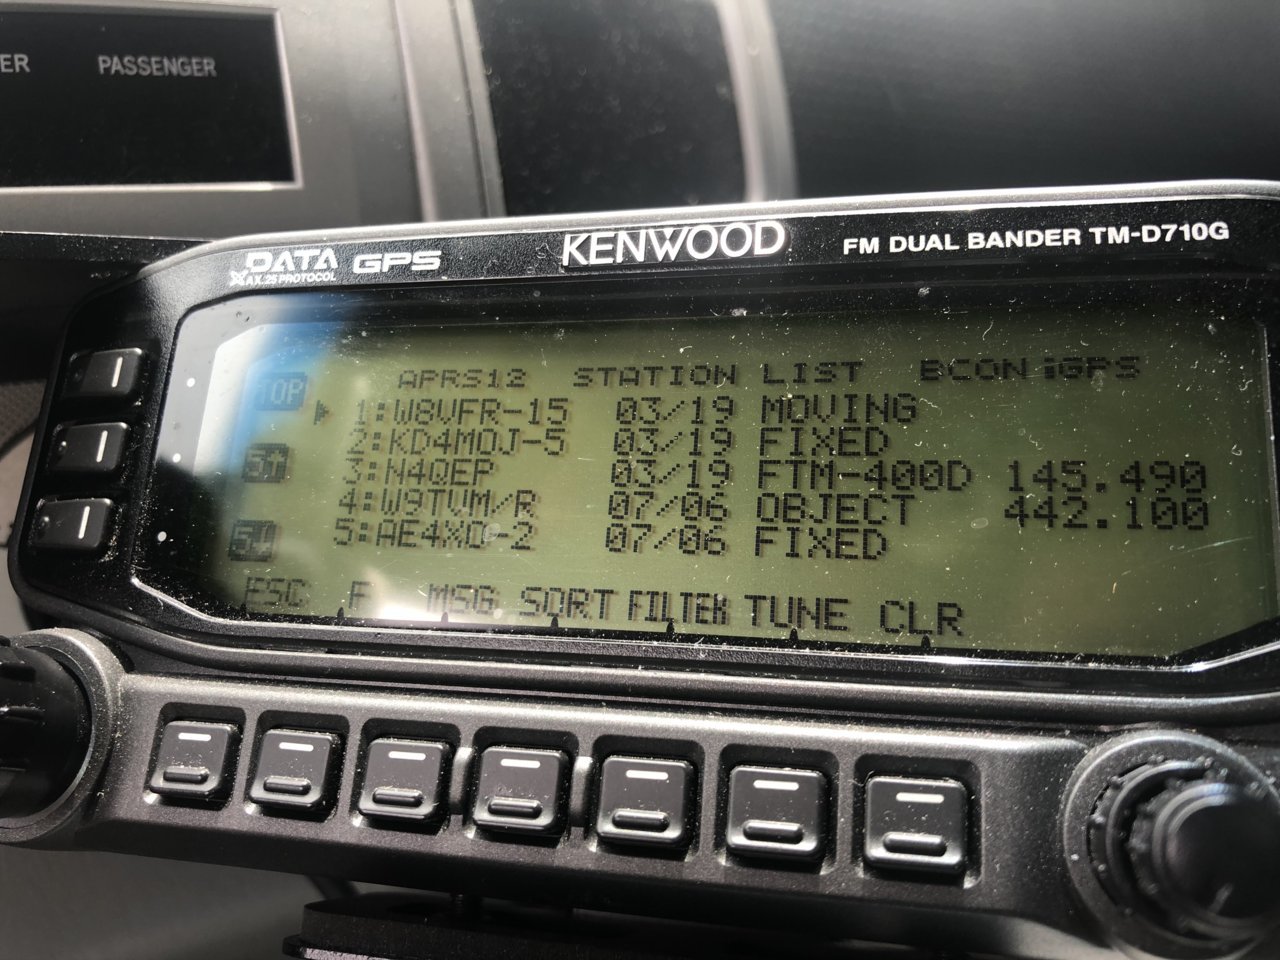 ER PASSENGER
DATA GPS KENWOOD FM DUAL BANDER TM-D710G
AX.25 PROTOCOL
TOP APRS12 STATION LIST BCON iGPS
1:W8VFR-15 03/19 MOVING
2:KD4MOJ-5 03/19 FIXED
3:N4QEP 03/19 FTM-400D 145.490
4:W9TVM/R 07/06 OBJECT 442.100
5:AE4XO-2 07/06 FIXED
ESC F MSG SORT FILTER TUNE CLR